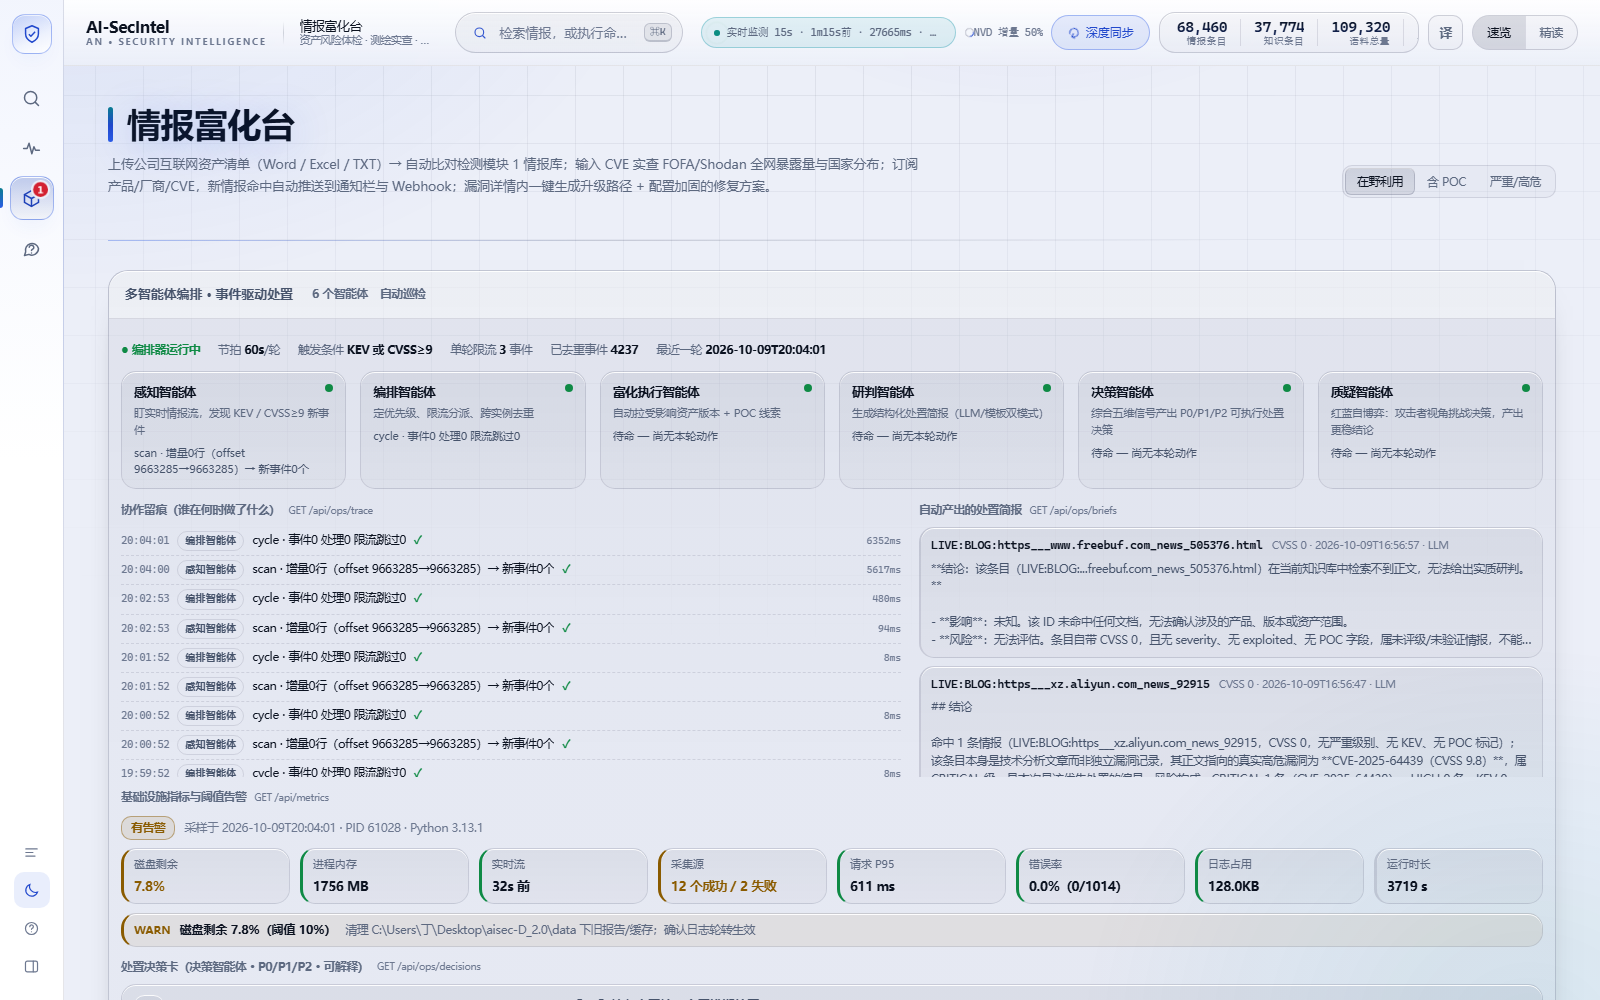 AI-SecIntel
AN • SECURITY INTELLIGENCE
情报富化台
资产风险体检 · 测绘实查 · ...
检索情报，或执行命...
⌘K
实时监测 15s · 1m15s前 · 27665ms · …
NVD 增量 50%
深度同步
68,460
情报条目
37,774
知识条目
109,320
语料总量
译
速览
精读
1
情报富化台
上传公司互联网资产清单（Word / Excel / TXT）→ 自动比对检测模块 1 情报库；输入 CVE 实查 FOFA/Shodan 全网暴露量与国家分布；订阅
产品/厂商/CVE，新情报命中自动推送到通知栏与 Webhook；漏洞详情内一键生成升级路径 + 配置加固的修复方案。
在野利用
含 POC
严重/高危
多智能体编排 • 事件驱动处置
6 个智能体
自动巡检
● 编排器运行中
节拍 60s/轮
触发条件 KEV 或 CVSS≥9
单轮限流 3 事件
已去重事件 4237
最近一轮 2026-10-09T20:04:01
感知智能体
盯实时情报流，发现 KEV / CVSS≥9 新事
件
scan · 增量0行（offset
9663285→9663285）→ 新事件0个
编排智能体
定优先级、限流分派、跨实例去重
cycle · 事件0 处理0 限流跳过0
富化执行智能体
自动拉受影响资产版本 + POC 线索
待命 — 尚无本轮动作
研判智能体
生成结构化处置简报（LLM/模板双模式）
待命 — 尚无本轮动作
决策智能体
综合五维信号产出 P0/P1/P2 可执行处置
决策
待命 — 尚无本轮动作
质疑智能体
红蓝自博弈：攻击者视角挑战决策，产出
更稳结论
待命 — 尚无本轮动作
协作留痕（谁在何时做了什么） GET /api/ops/trace
20:04:01 编排智能体 cycle · 事件0 处理0 限流跳过0 ✓ 6352ms
20:04:00 感知智能体 scan · 增量0行（offset 9663285→9663285）→ 新事件0个 ✓ 5617ms
20:02:53 编排智能体 cycle · 事件0 处理0 限流跳过0 ✓ 480ms
20:02:53 感知智能体 scan · 增量0行（offset 9663285→9663285）→ 新事件0个 ✓ 94ms
20:01:52 编排智能体 cycle · 事件0 处理0 限流跳过0 ✓ 8ms
20:01:52 感知智能体 scan · 增量0行（offset 9663285→9663285）→ 新事件0个 ✓
20:00:52 编排智能体 cycle · 事件0 处理0 限流跳过0 ✓ 8ms
20:00:52 感知智能体 scan · 增量0行（offset 9663285→9663285）→ 新事件0个 ✓
19:59:52 编排智能体 cycle · 事件0 处理0 限流跳过0 ✓ 8ms
自动产出的处置简报 GET /api/ops/briefs
LIVE:BLOG:https___www.freebuf.com_news_505376.html CVSS 0 · 2026-10-09T16:56:57 · LLM
**结论：该条目（LIVE:BLOG:...freebuf.com_news_505376.html）在当前知识库中检索不到正文，无法给出实质研判。
**
- **影响**：未知。该 ID 未命中任何文档，无法确认涉及的产品、版本或资产范围。
- **风险**：无法评估。条目自带 CVSS 0，且无 severity、无 exploited、无 POC 字段，属未评级/未验证情报，不能...
LIVE:BLOG:https___xz.aliyun.com_news_92915 CVSS 0 · 2026-10-09T16:56:47 · LLM
## 结论
命中 1 条情报（LIVE:BLOG:https___xz.aliyun.com_news_92915，CVSS 0，无严重级别、无 KEV、无 POC 标记）；
该条目本身是技术分析文章而非独立漏洞记录，其正文指向的真实高危漏洞为 **CVE-2025-64439（CVSS 9.8）**，属
基础设施指标与阈值告警 GET /api/metrics
有告警
采样于 2026-10-09T20:04:01 · PID 61028 · Python 3.13.1
磁盘剩余
7.8%
进程内存
1756 MB
实时流
32s 前
采集源
12 个成功 / 2 失败
请求 P95
611 ms
错误率
0.0%（0/1014）
日志占用
128.0KB
运行时长
3719 s
WARN 磁盘剩余 7.8%（阈值 10%） 清理 C:\Users\丁\Desktop\aisec-D_2.0\data 下旧报告/缓存；确认日志轮转生效
处置决策卡（决策智能体 • P0/P1/P2 • 可解释） GET /api/ops/decisions